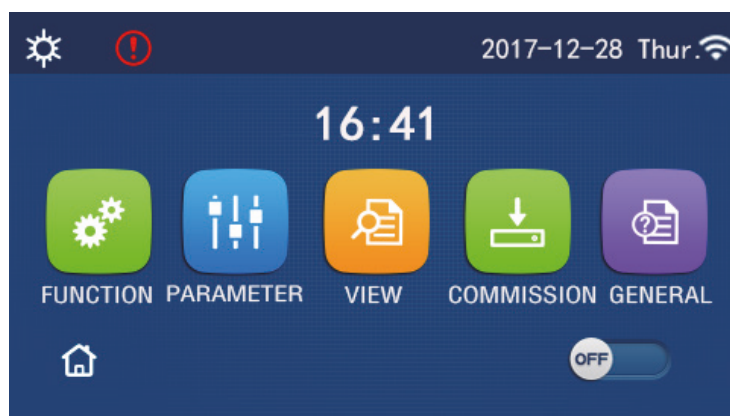 2017-12-28 Thur.
16:41
FUNCTION PARAMETER VIEW COMMISSION GENERAL
OFF